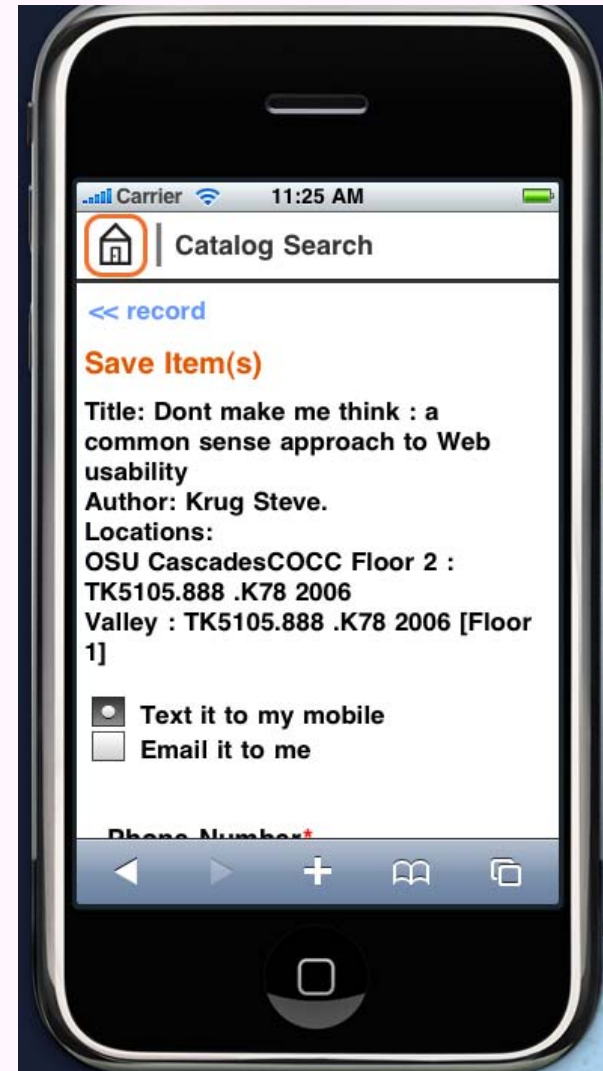 Carrier 11:25 AM
Catalog Search
<< record
Save Item(s)
Title: Dont make me think : a
common sense approach to Web
usability
Author: Krug Steve.
Locations:
OSU CascadesCOCC Floor 2 :
TK5105.888 .K78 2006
Valley : TK5105.888 .K78 2006 [Floor
1]
Text it to my mobile
Email it to me
Phone Number*